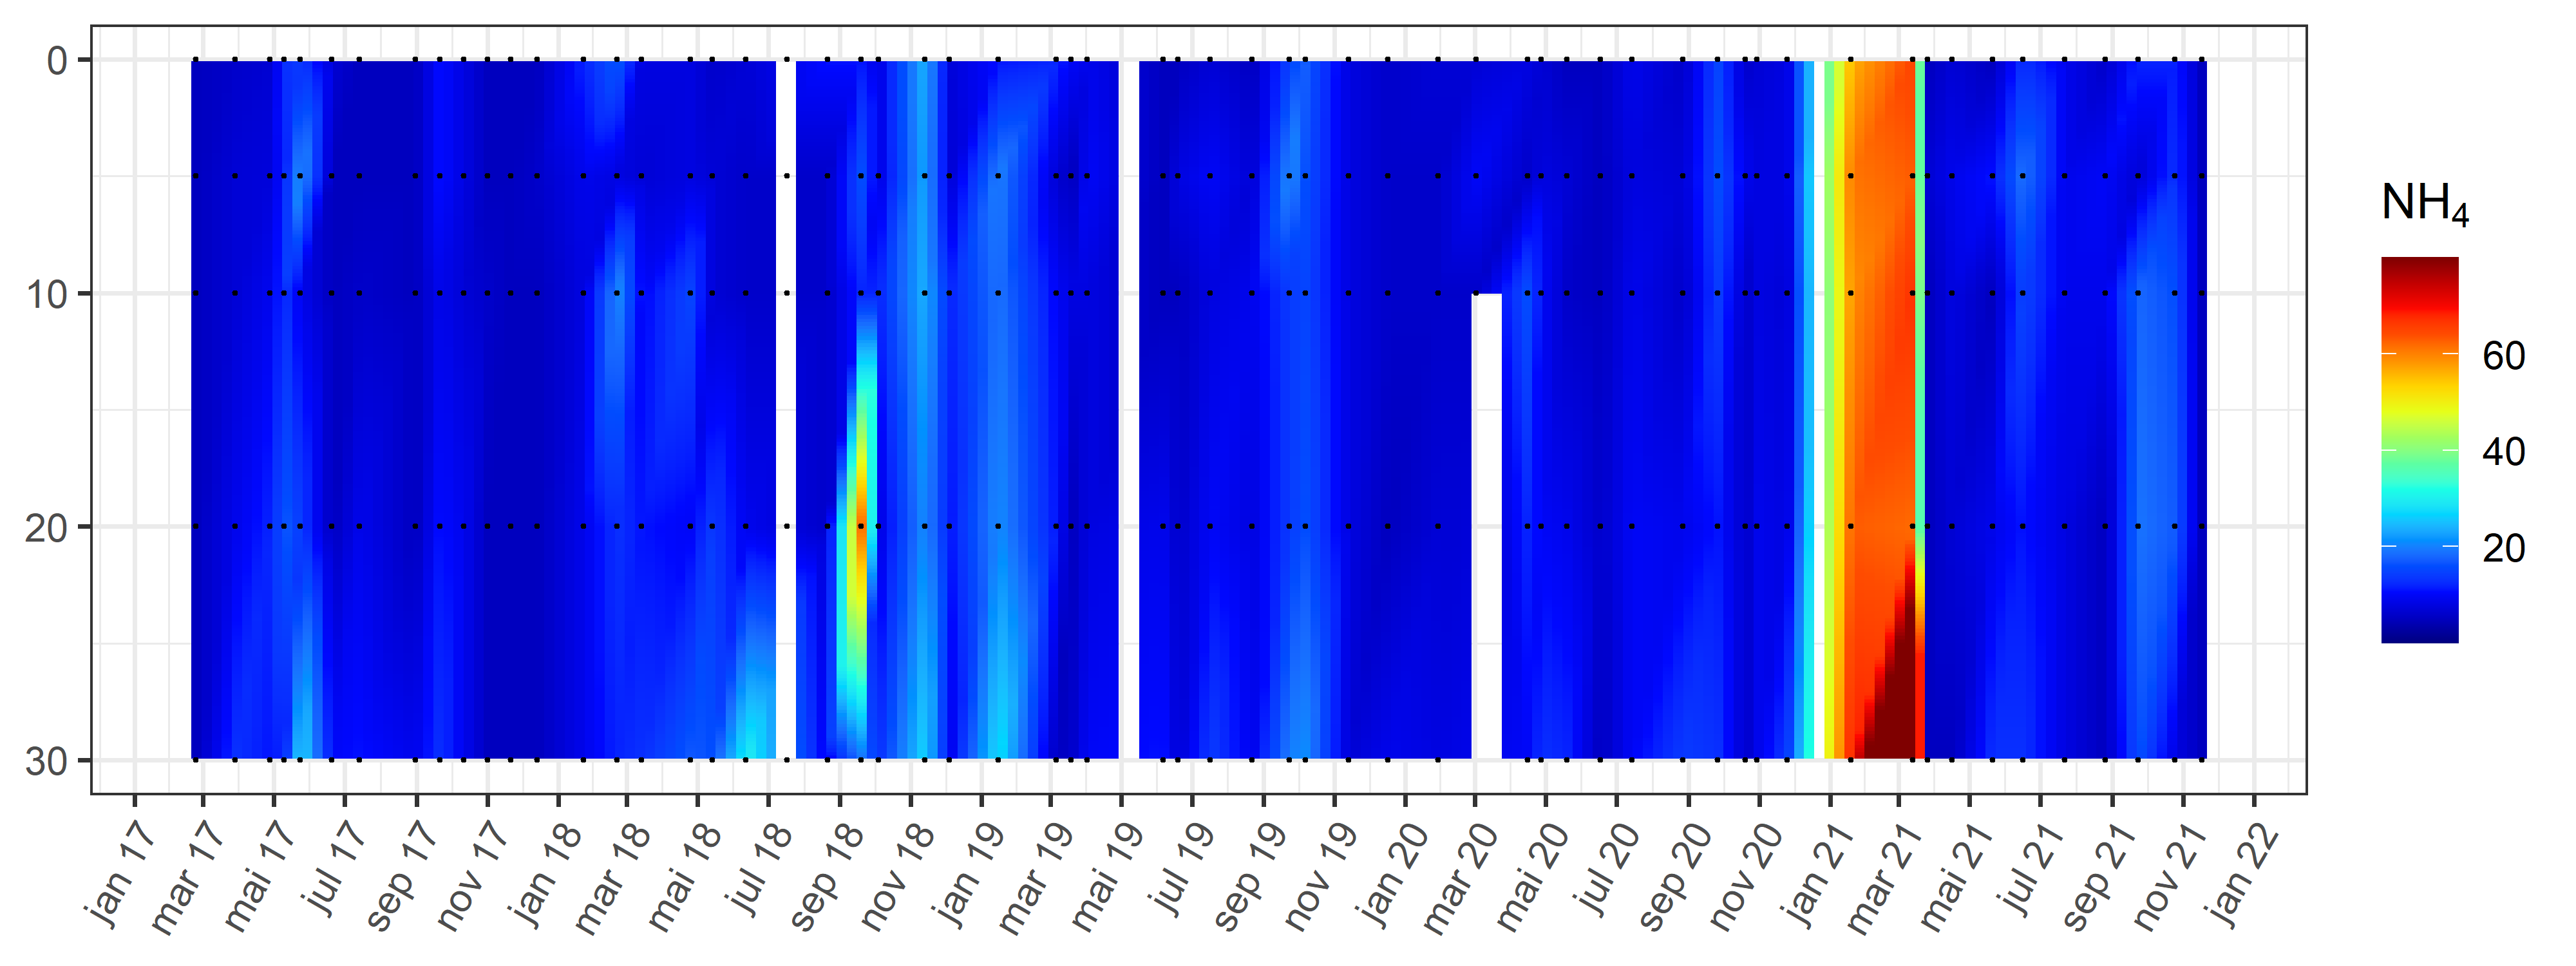 0
10
20
30
jan 17
mar 17
mai 17
jul 17
sep 17
nov 17
jan 18
mar 18
mai 18
jul 18
sep 18
nov 18
jan 19
mar 19
mai 19
jul 19
sep 19
nov 19
jan 20
mar 20
mai 20
jul 20
sep 20
nov 20
jan 21
mar 21
mai 21
jul 21
sep 21
nov 21
jan 22
NH₄
60
40
20